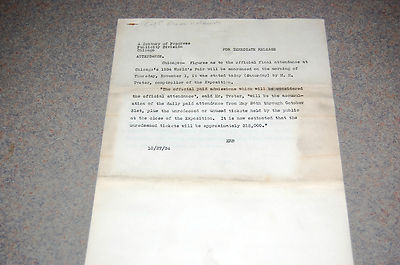 A Century of Progress
Publicity Division
Chicago
FOR IMMEDIATE RELEASE
ATTENDANCE.
Chicago-- Figures as to the official final attendance at
Chicago's 1934 World's Fair will be announced on the morning of
Thursday, November 1, it was stated today (Saturday) by M. M.
Tveter, comptroller of the Exposition.
"The official paid admissions which will be considered
the official attendance", said Mr. Tveter, "will be the accumul-
ation of the daily paid attendance from May 26th through October
31st, plus the unredeemed or unused tickets held by the public
at the close of the Exposition. It is now estimated that the
unredeemed tickets will be approximately 212,000."
10/27/34